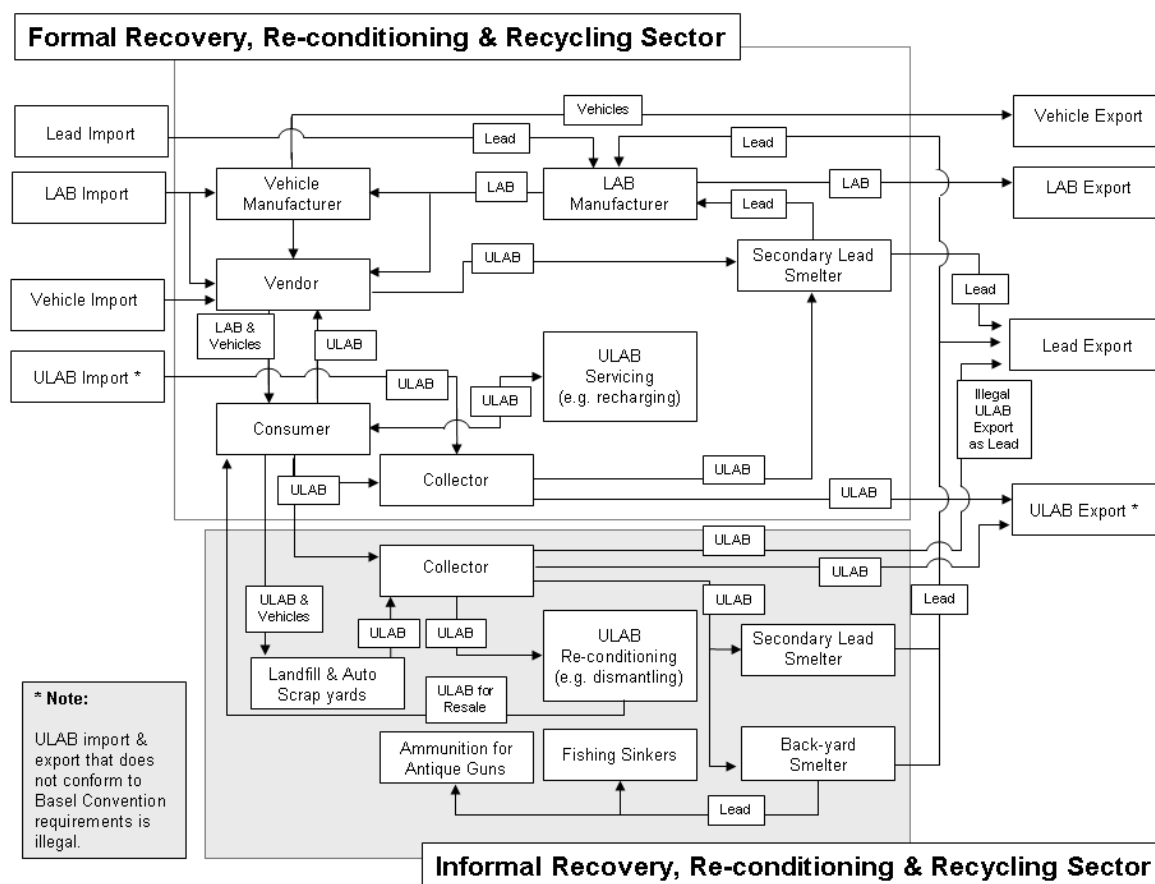 Formal Recovery, Re-conditioning & Recycling Sector
Vehicles
Vehicle Export
Lead Import
Lead
Lead
LAB Import
Vehicle
Manufacturer
LAB
LAB
Manufacturer
LAB
LAB Export
Lead
Vendor
ULAB
Secondary Lead
Smelter
Vehicle Import
Lead
LAB &
Vehicles
ULAB
ULAB Import *
ULAB
ULAB
Servicing
(e.g. recharging)
Lead Export
ULAB
Illegal
ULAB
Export
as Lead
Consumer
ULAB
Collector
ULAB
ULAB
ULAB Export *
ULAB
Collector
ULAB
ULAB
ULAB &
Vehicles
ULAB
ULAB
ULAB
Re-conditioning
(e.g. dismantling)
Lead
Secondary Lead
Smelter
Landfill & Auto
Scrap yards
ULAB for
Resale
* Note:
ULAB import &
export that does
not conform to
Basel Convention
requirements is
illegal.
Ammunition for
Antique Guns
Fishing Sinkers
Back-yard
Smelter
Lead
Informal Recovery, Re-conditioning & Recycling Sector